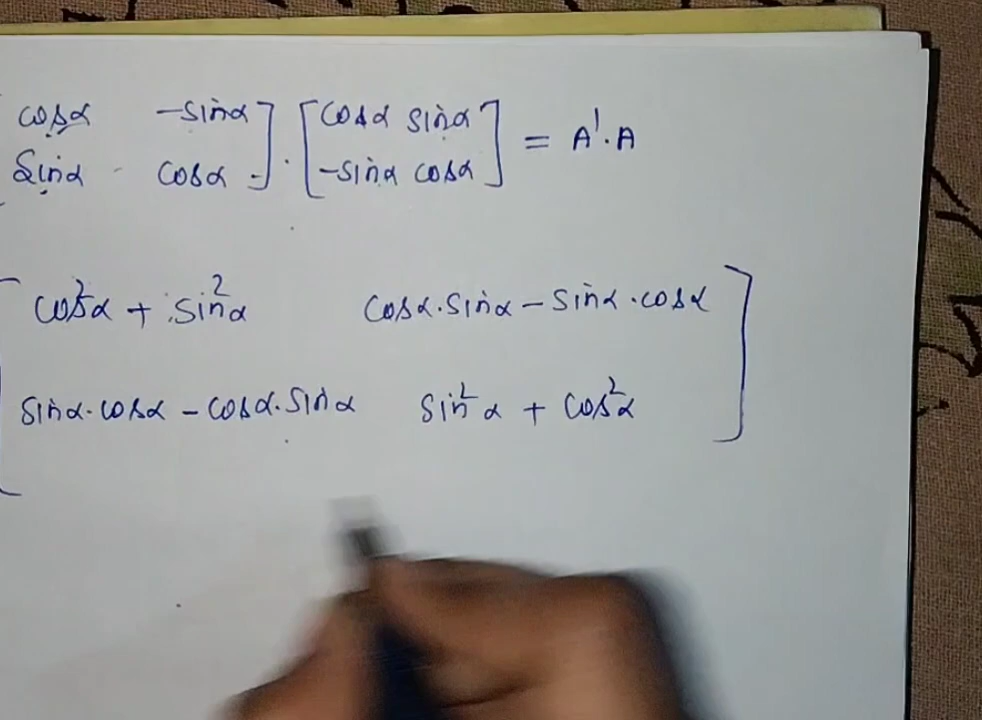 cosα -sinα] · [cosα sinα] = A'·A
Sinα cosα -sinα cosα
[cos²α + sin²α cosα·sinα - sinα·cosα]
sinα·cosα - cosα·sinα sin²α + cos²α